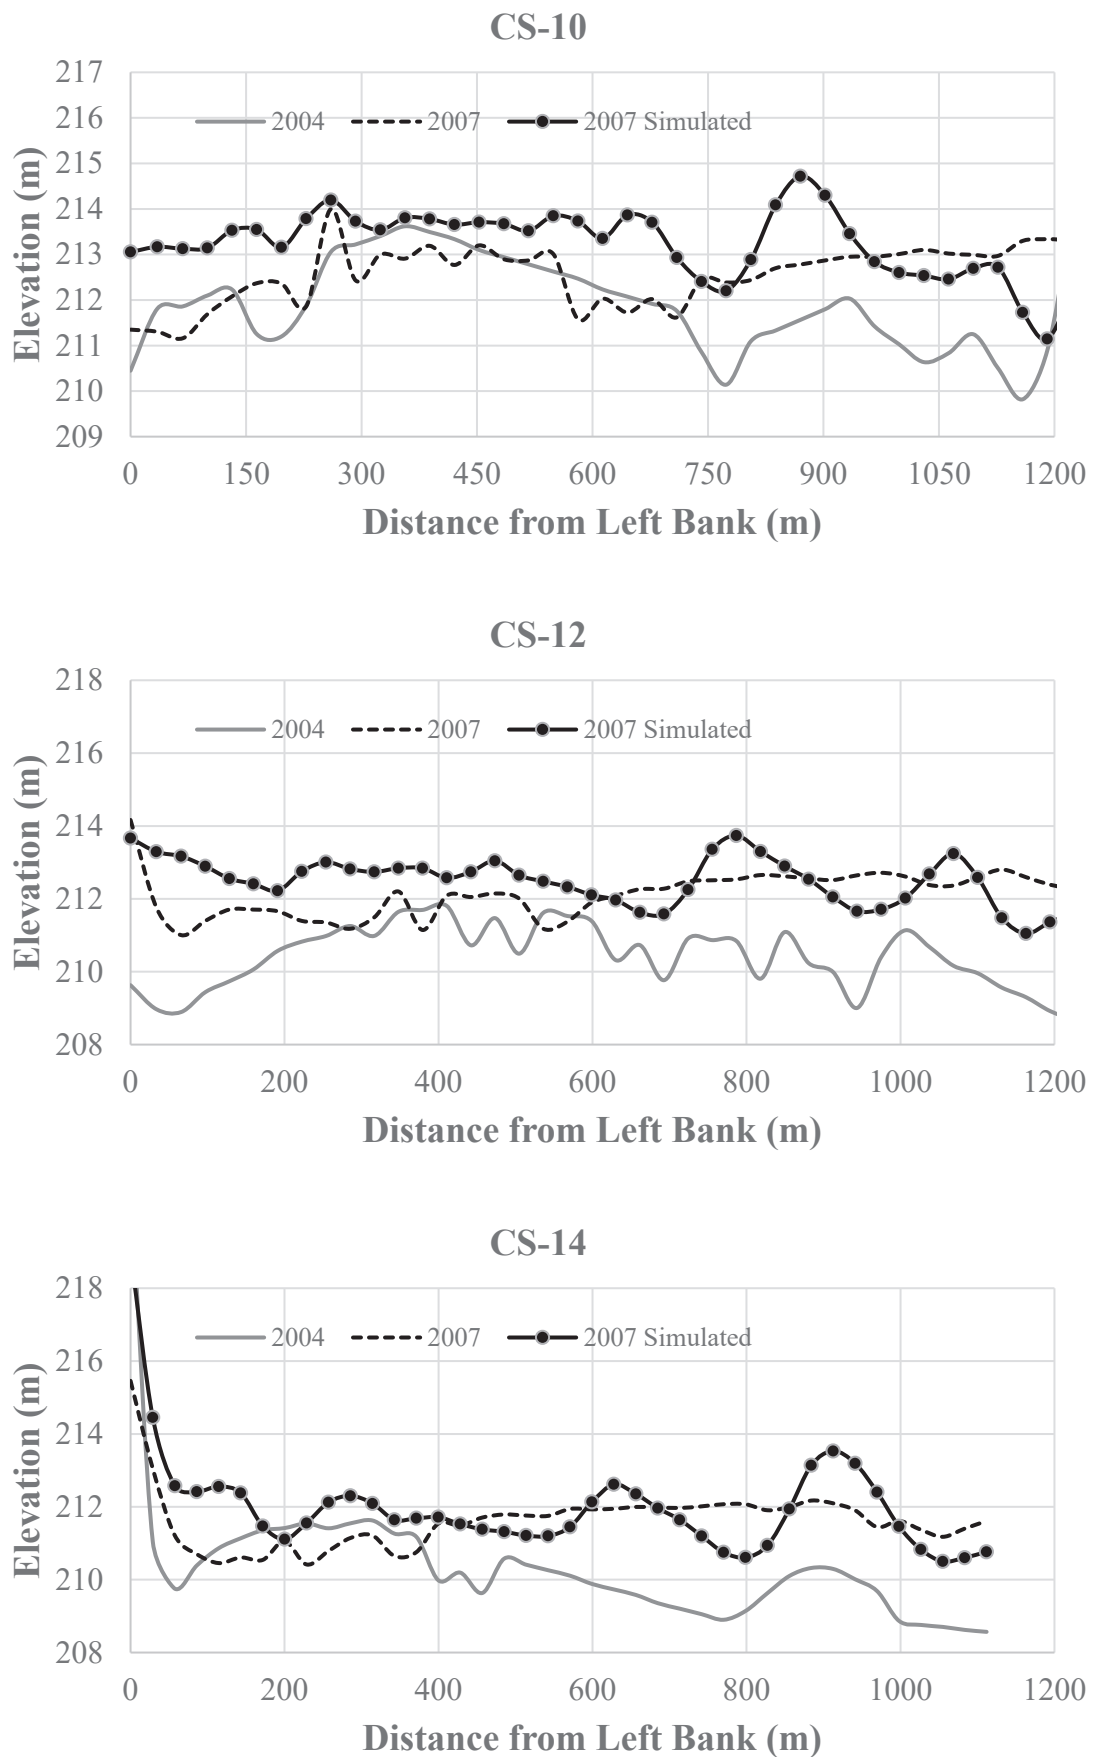 CS-10
217
216
2004 2007 2007 Simulated
215
214
213
212
211
210
209
Elevation (m)
0 150 300 450 600 750 900 1050 1200
Distance from Left Bank (m)
CS-12
218
2004 2007 2007 Simulated
216
214
212
210
208
Elevation (m)
0 200 400 600 800 1000 1200
Distance from Left Bank (m)
CS-14
218
2004 2007 2007 Simulated
216
214
212
210
208
Elevation (m)
0 200 400 600 800 1000 1200
Distance from Left Bank (m)